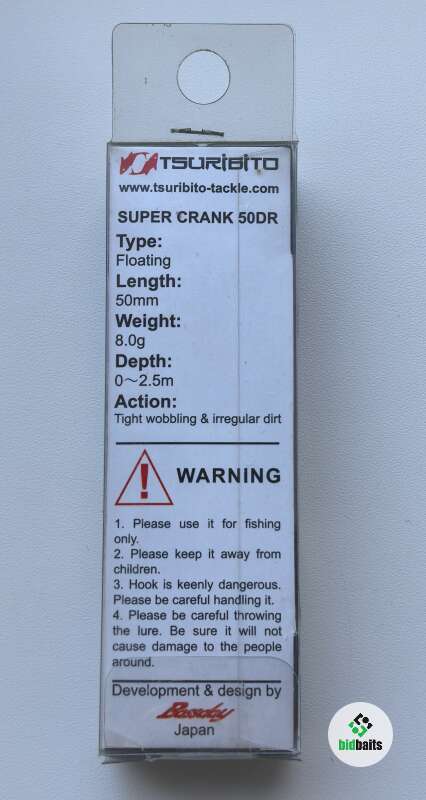 TSURIBITO
www.tsuribito-tackle.com
SUPER CRANK 50DR
Type:
Floating
Length:
50mm
Weight:
8.0g
Depth:
0～2.5m
Action:
Tight wobbling & irregular dirt
WARNING
1. Please use it for fishing
only.
2. Please keep it away from
children.
3. Hook is keenly dangerous.
Please be careful handling it.
4. Please be careful throwing
the lure. Be sure it will not
cause damage to the people
around.
Development & design by
Bassday
Japan
bidbaits